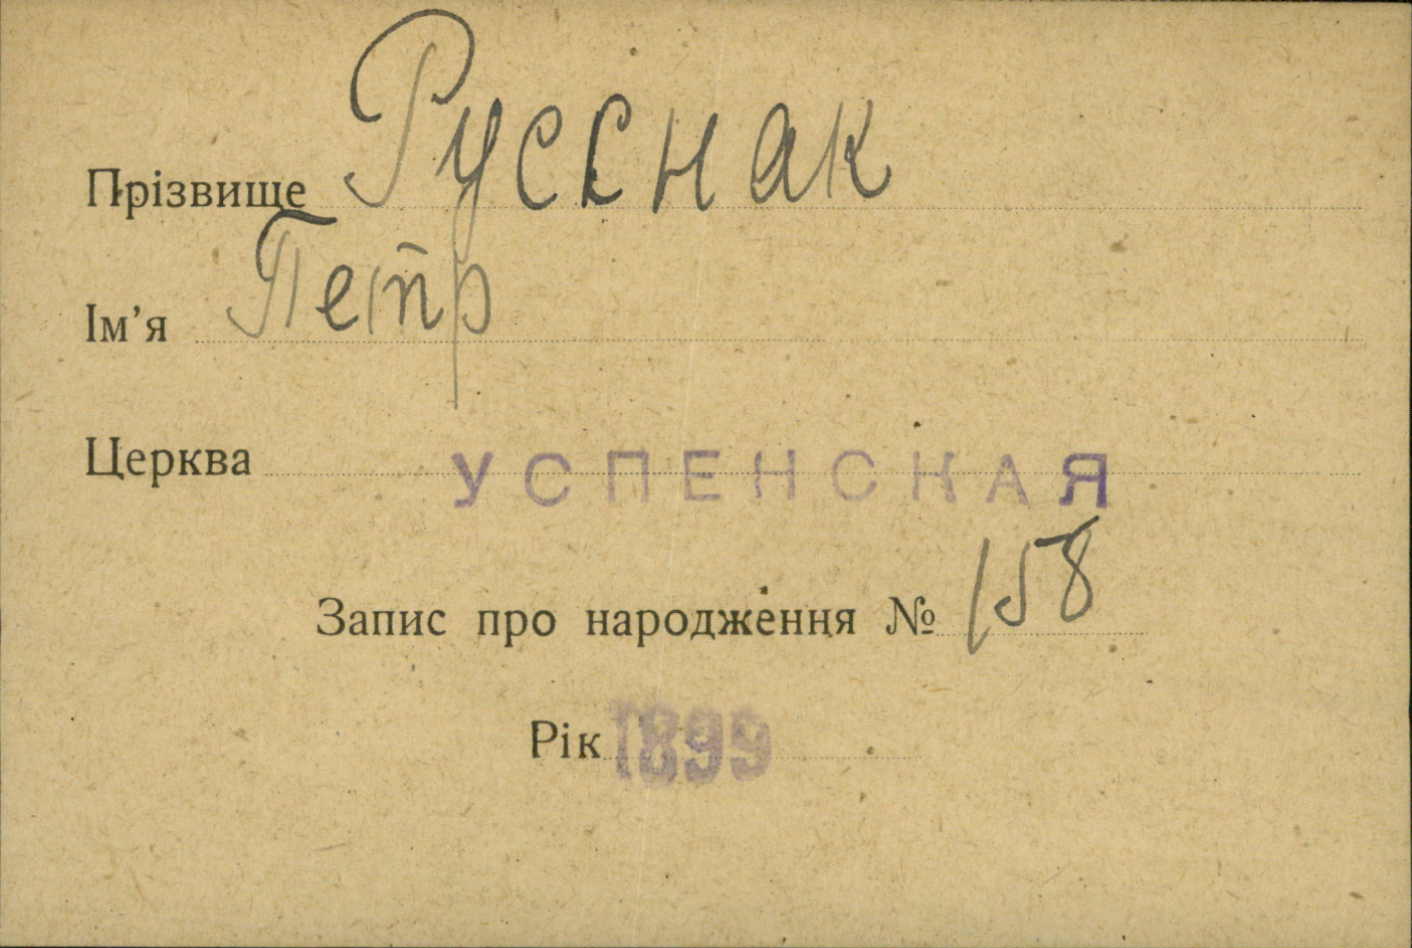 Прізвище Русснак
Ім’я Петр
Церква УСПЕНСКАЯ
Запис про народження № 158
Рік 1899